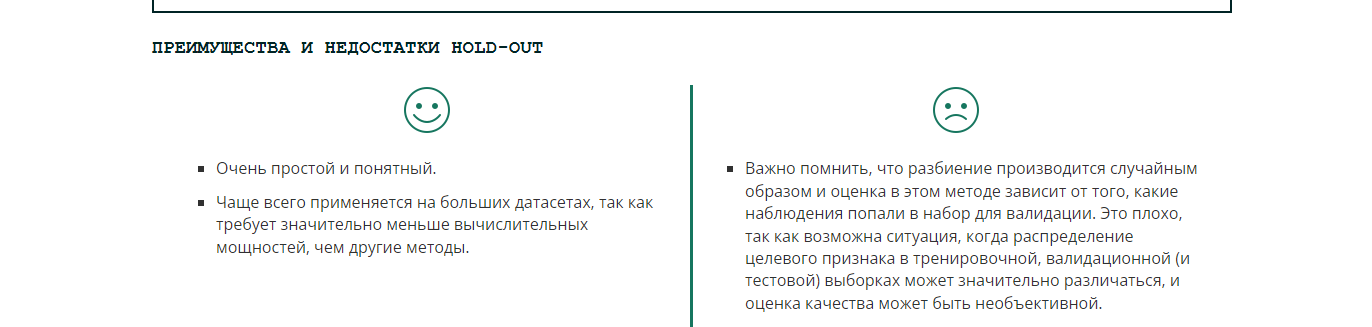 ПРЕИМУЩЕСТВА И НЕДОСТАТКИ HOLD-OUT
Очень простой и понятный.
Чаще всего применяется на больших датасетах, так как
требует значительно меньше вычислительных
мощностей, чем другие методы.
Важно помнить, что разбиение производится случайным
образом и оценка в этом методе зависит от того, какие
наблюдения попали в набор для валидации. Это плохо,
так как возможна ситуация, когда распределение
целевого признака в тренировочной, валидационной (и
тестовой) выборках может значительно различаться, и
оценка качества может быть необъективной.